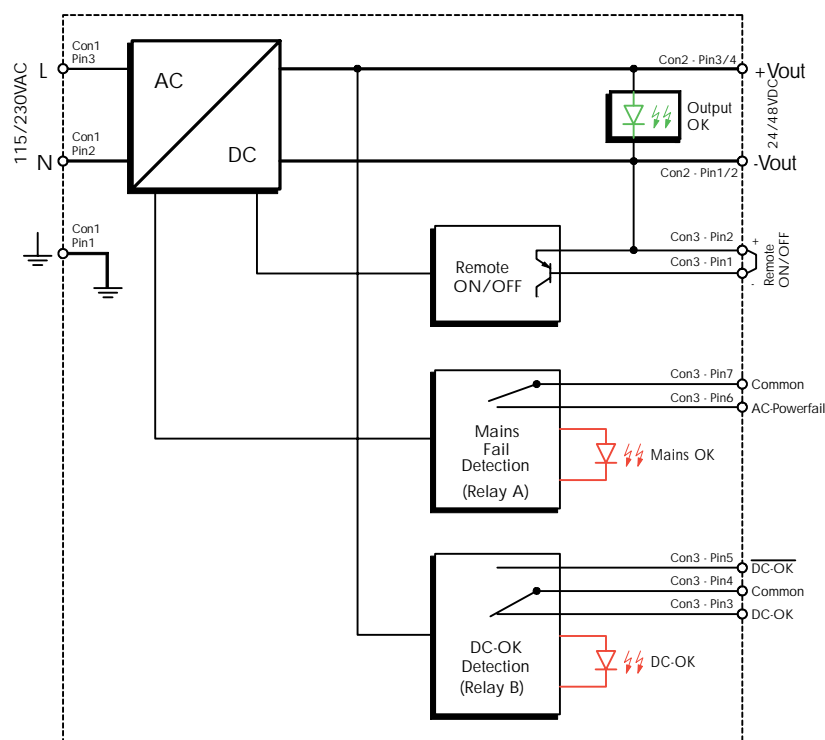 115/230VAC
L
Con1
Pin3
N
Con1
Pin2
Con1
Pin1
AC
DC
Con2 - Pin3/4
+Vout
Output
OK
24/48VDC
-Vout
Con2 - Pin1/2
Remote
ON/OFF
Con3 - Pin2
+
Con3 - Pin1
-
Remote
ON/OFF
Con3 - Pin7
Common
Con3 - Pin6
AC-Powerfail
Mains
Fail
Detection
(Relay A)
Mains OK
Con3 - Pin5
DC-OK
Con3 - Pin4
Common
Con3 - Pin3
DC-OK
DC-OK
Detection
(Relay B)
DC-OK